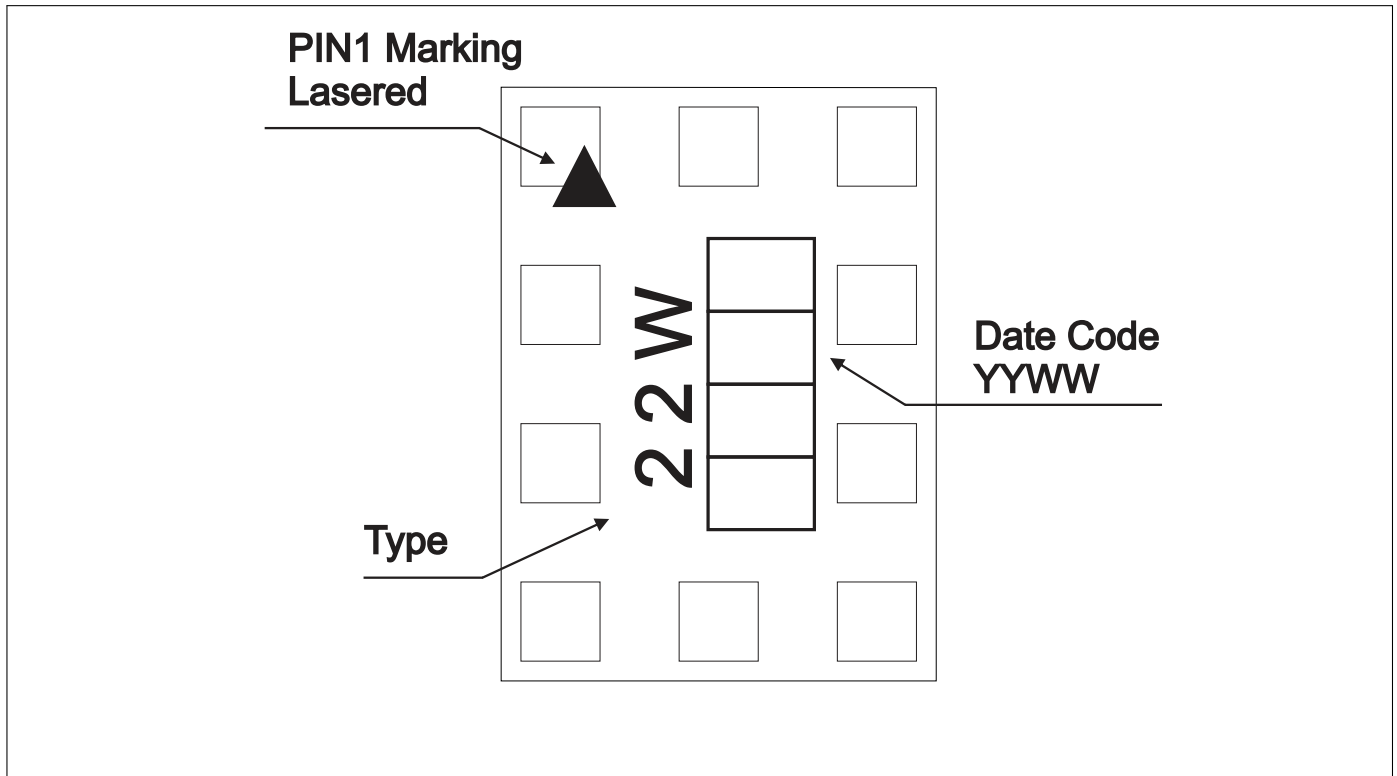 PIN1 Marking
Lasered
22W
Date Code
YYWW
Type